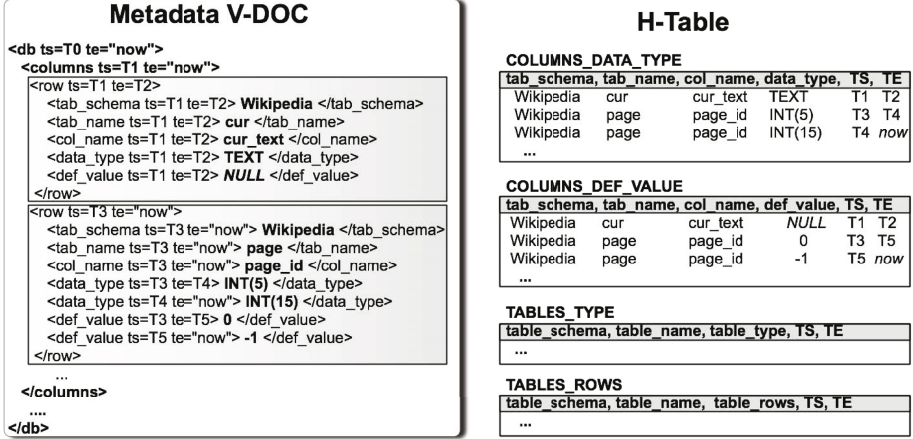 Metadata V-DOC
<db ts=T0 te="now">
<columns ts=T1 te="now">
<row ts=T1 te=T2>
<tab_schema ts=T1 te=T2> Wikipedia </tab_schema>
<tab_name ts=T1 te=T2> cur </tab_name>
<col_name ts=T1 te=T2> cur_text </col_name>
<data_type ts=T1 te=T2> TEXT </data_type>
<def_value ts=T1 te=T2> NULL </def_value>
</row>
<row ts=T3 te="now">
<tab_schema ts=T3 te="now"> Wikipedia </tab_schema>
<tab_name ts=T3 te="now"> page </tab_name>
<col_name ts=T3 te="now"> page_id </col_name>
<data_type ts=T3 te=T4> INT(5) </data_type>
<data_type ts=T4 te="now"> INT(15) </data_type>
<def_value ts=T3 te=T5> 0 </def_value>
<def_value ts=T5 te="now"> -1 </def_value>
</row>
...
</columns>
....
</db>
H-Table
COLUMNS_DATA_TYPE
tab_schema, tab_name, col_name, data_type, TS, TE
Wikipedia cur cur_text TEXT T1 T2
Wikipedia page page_id INT(5) T3 T4
Wikipedia page page_id INT(15) T4 now
...
COLUMNS_DEF_VALUE
tab_schema, tab_name, col_name, def_value, TS, TE
Wikipedia cur cur_text NULL T1 T2
Wikipedia page page_id 0 T3 T5
Wikipedia page page_id -1 T5 now
TABLES_TYPE
table_schema, table_name, table_type, TS, TE
...
TABLES_ROWS
table_schema, table_name, table_rows, TS, TE
...